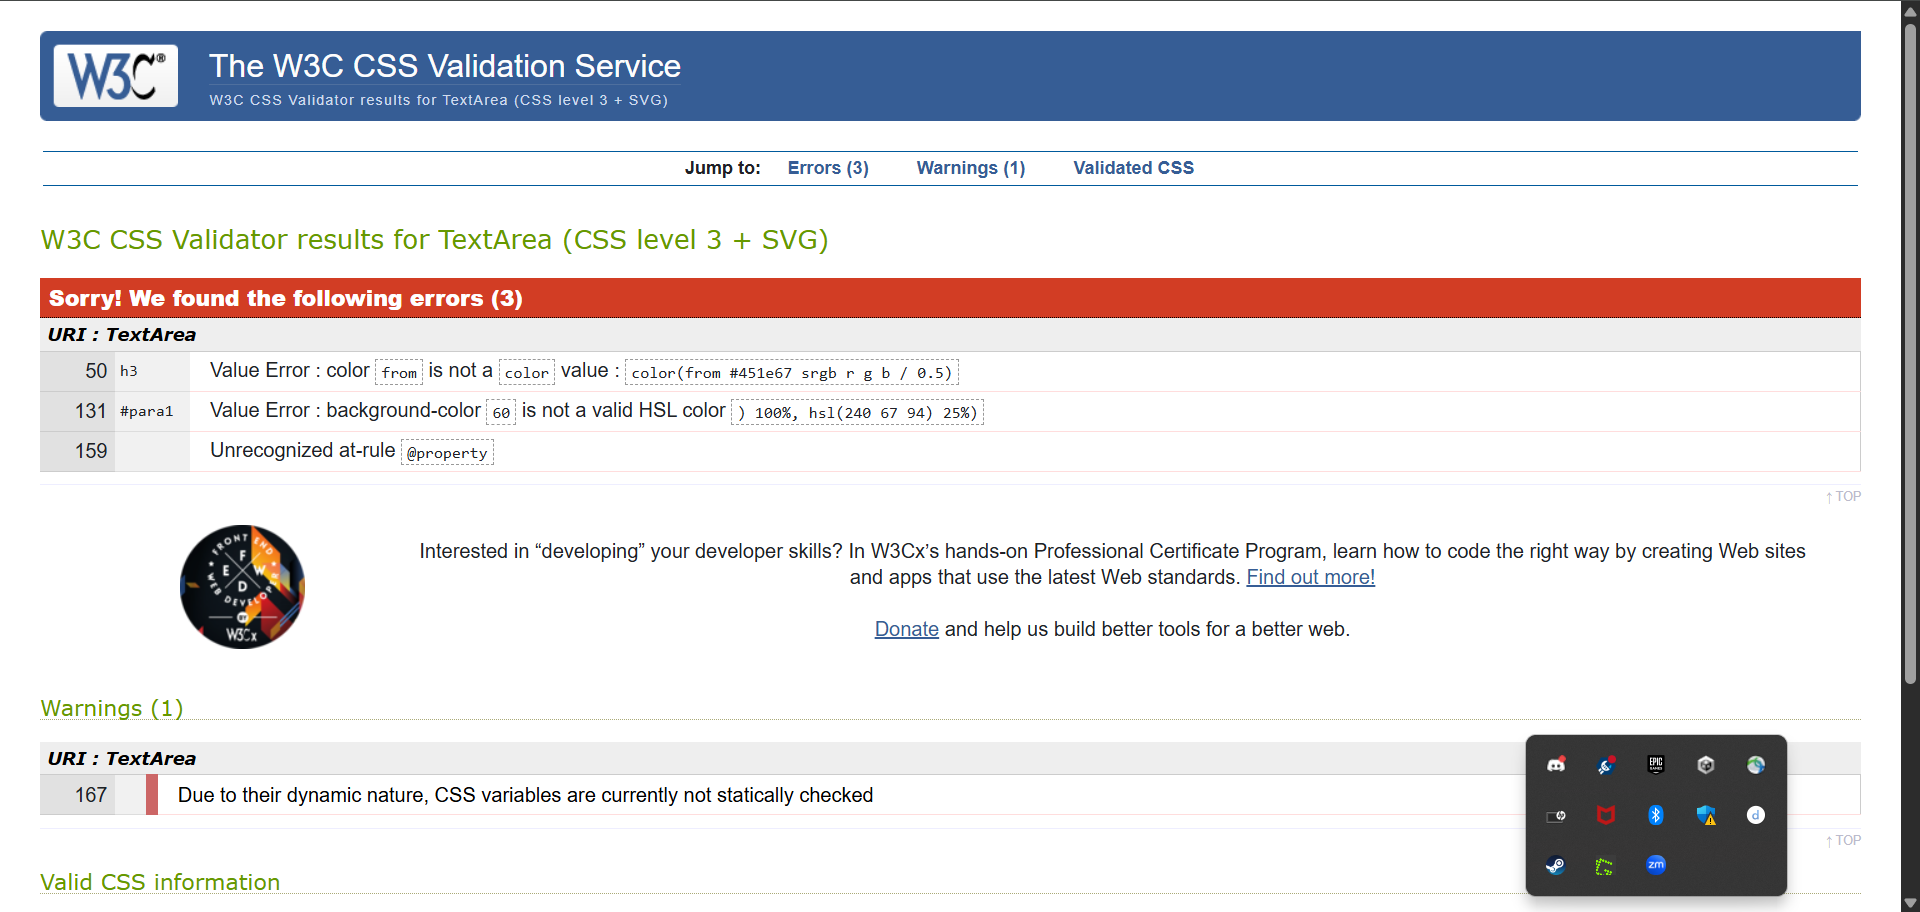 W3C®
The W3C CSS Validation Service
W3C CSS Validator results for TextArea (CSS level 3 + SVG)
Jump to: Errors (3) Warnings (1) Validated CSS
W3C CSS Validator results for TextArea (CSS level 3 + SVG)
Sorry! We found the following errors (3)
URI : TextArea
50 h3 Value Error : color from is not a color value : color(from #451e67 srgb r g b / 0.5)
131 #para1 Value Error : background-color 60 is not a valid HSL color ) 100%, hsl(240 67 94) 25%)
159 Unrecognized at-rule @property
↑ TOP
FRONT END
F
E W
D
WEB DEVELOPER
BY
W3Cx
Interested in “developing” your developer skills? In W3Cx’s hands-on Professional Certificate Program, learn how to code the right way by creating Web sites
and apps that use the latest Web standards. Find out more!
Donate and help us build better tools for a better web.
Warnings (1)
URI : TextArea
167 Due to their dynamic nature, CSS variables are currently not statically checked
↑ TOP
Valid CSS information
EPIC
GAMES
hp
d
zm